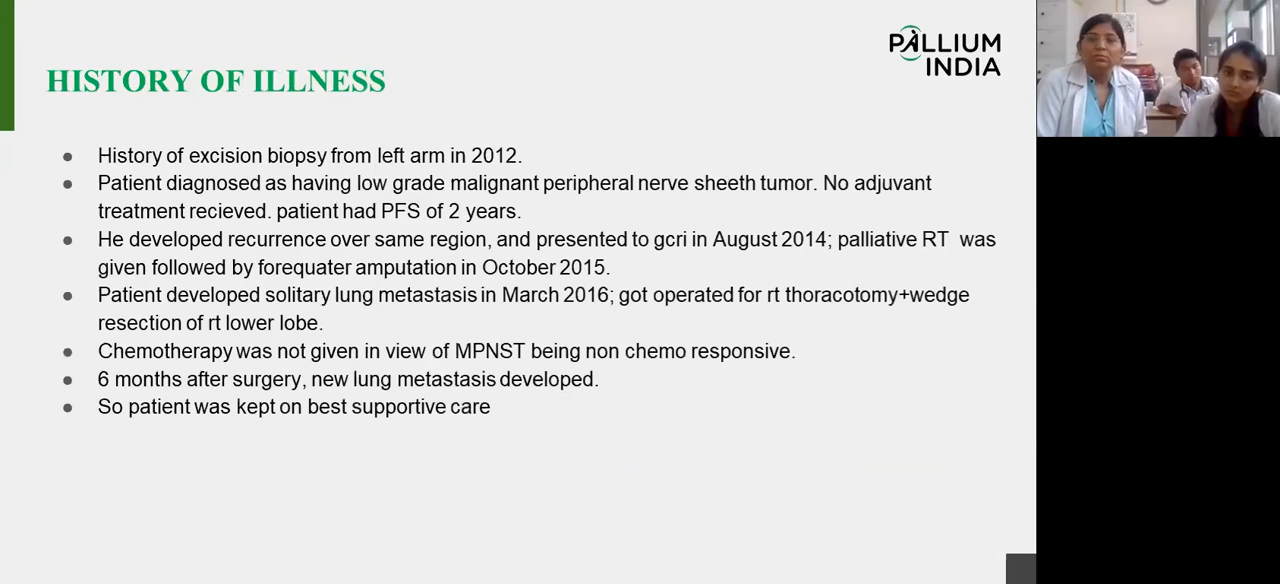 PALLIUM
INDIA
HISTORY OF ILLNESS
History of excision biopsy from left arm in 2012.
Patient diagnosed as having low grade malignant peripheral nerve sheeth tumor. No adjuvant
treatment recieved. patient had PFS of 2 years.
He developed recurrence over same region, and presented to gcri in August 2014; palliative RT was
given followed by forequater amputation in October 2015.
Patient developed solitary lung metastasis in March 2016; got operated for rt thoracotomy+wedge
resection of rt lower lobe.
Chemotherapy was not given in view of MPNST being non chemo responsive.
6 months after surgery, new lung metastasis developed.
So patient was kept on best supportive care